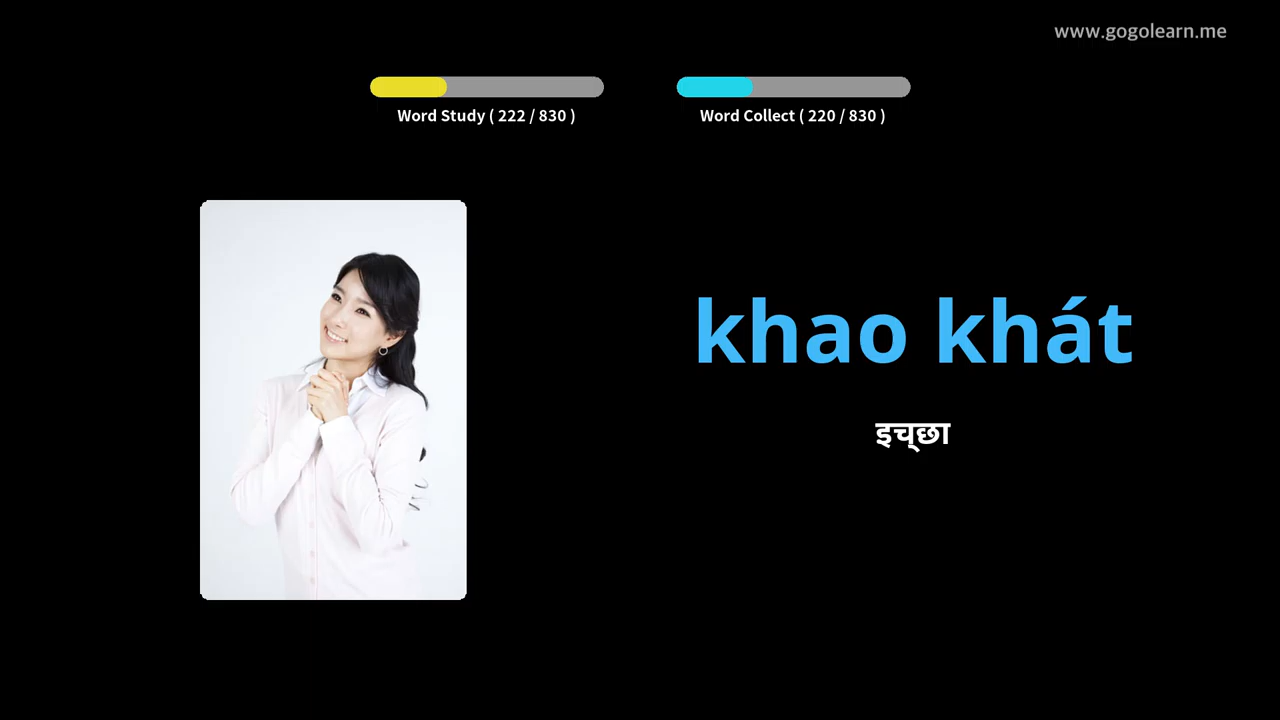 www.gogolearn.me
Word Study ( 222 / 830 )
Word Collect ( 220 / 830 )
khao khát
इच्छा